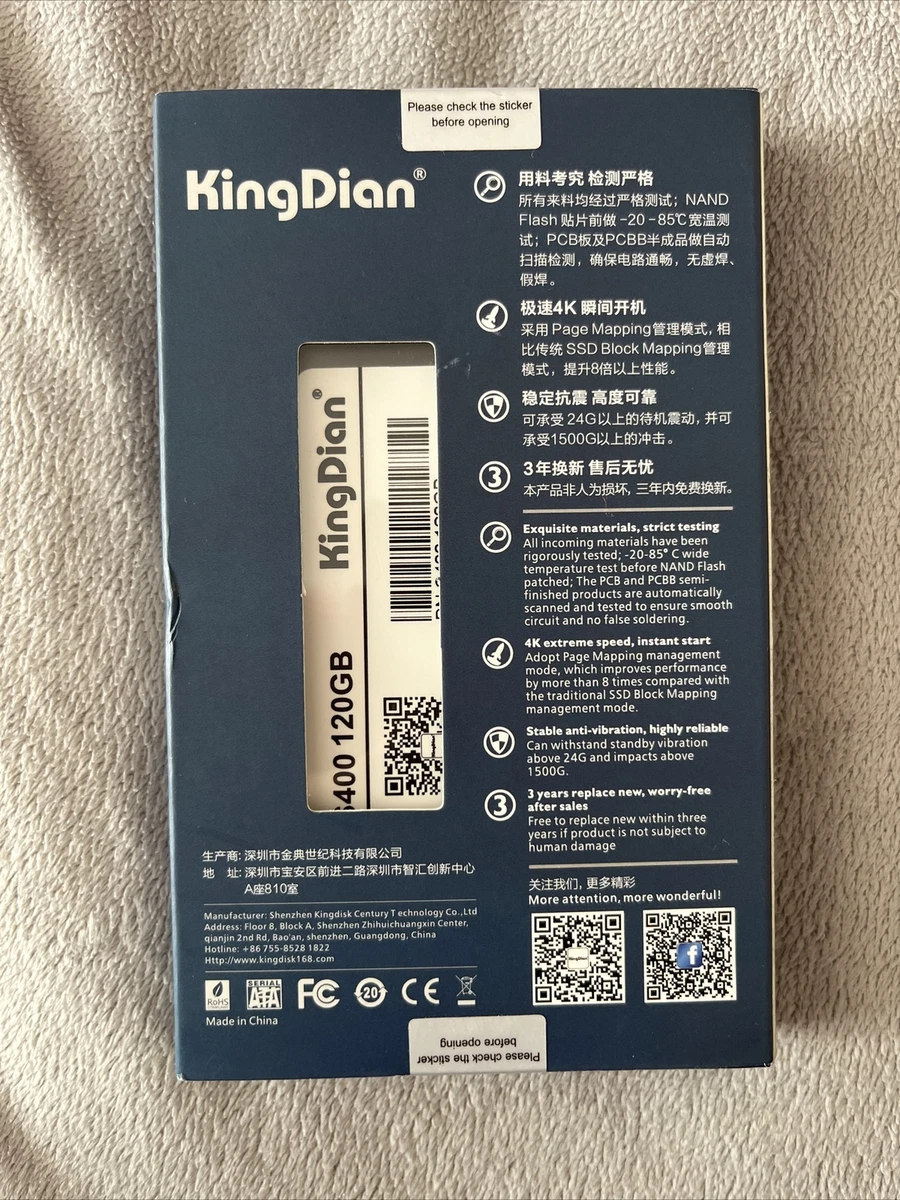 Please check the sticker
before opening
KingDian®
用料考究 检测严格
所有来料均经过严格测试；NAND
Flash 贴片前做 -20 -85℃宽温测
试；PCB板及PCBB半成品做自动
扫描检测，确保电路通畅，无虚焊、
假焊。
极速4K 瞬间开机
采用 Page Mapping管理模式，相
比传统 SSD Block Mapping管理
模式，提升8倍以上性能。
稳定抗震 高度可靠
可承受 24G以上的待机震动，并可
承受1500G以上的冲击。
3
3年换新 售后无忧
本产品非人为损坏，三年内免费换新。
Exquisite materials, strict testing
All incoming materials have been
rigorously tested; -20-85° C wide
temperature test before NAND Flash
patched; The PCB and PCBB semi-
finished products are automatically
scanned and tested to ensure smooth
circuit and no false soldering.
4K extreme speed, instant start
Adopt Page Mapping management
mode, which improves performance
by more than 8 times compared with
the traditional SSD Block Mapping
management mode.
Stable anti-vibration, highly reliable
Can withstand standby vibration
above 24G and impacts above
1500G.
3
3 years replace new, worry-free
after sales
Free to replace new within three
years if product is not subject to
human damage
关注我们，更多精彩
More attention, more wonderful!
KingDian
f
KingDian®
400 120GB
生产商: 深圳市金典世纪科技有限公司
地 址: 深圳市宝安区前进二路深圳市智汇创新中心
A座810室
Manufacturer: Shenzhen Kingdisk Century T echnology Co.,Ltd
Address: Floor 8, Block A, Shenzhen Zhihuichuangxin Center,
qianjin 2nd Rd, Bao'an, shenzhen, Guangdong, China
Hotline: +86 755-8528 1822
Http://www.kingdisk168.com
RoHS
SERIAL
ATA
FC
20
CE
Made in China
Please check the sticker
before opening